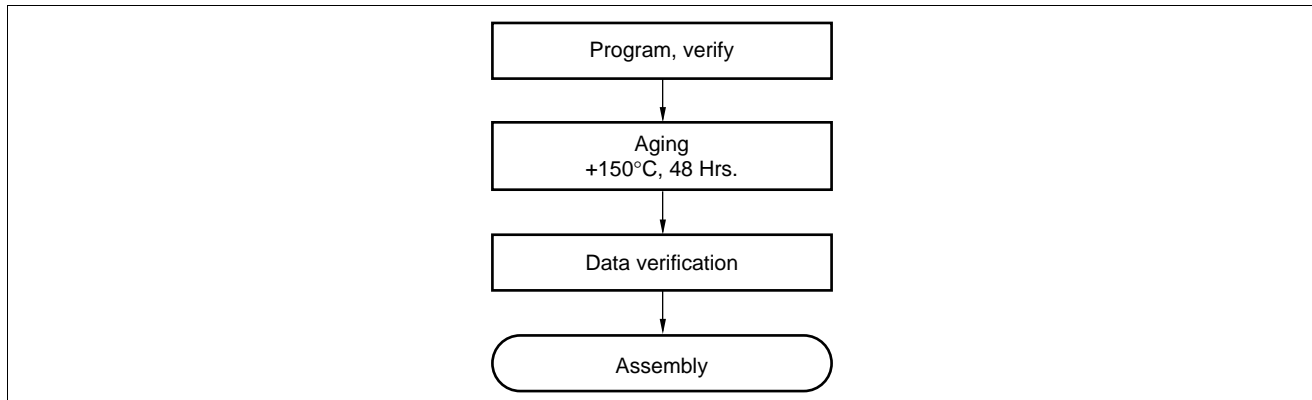 Program, verify
Aging
+150°C, 48 Hrs.
Data verification
Assembly